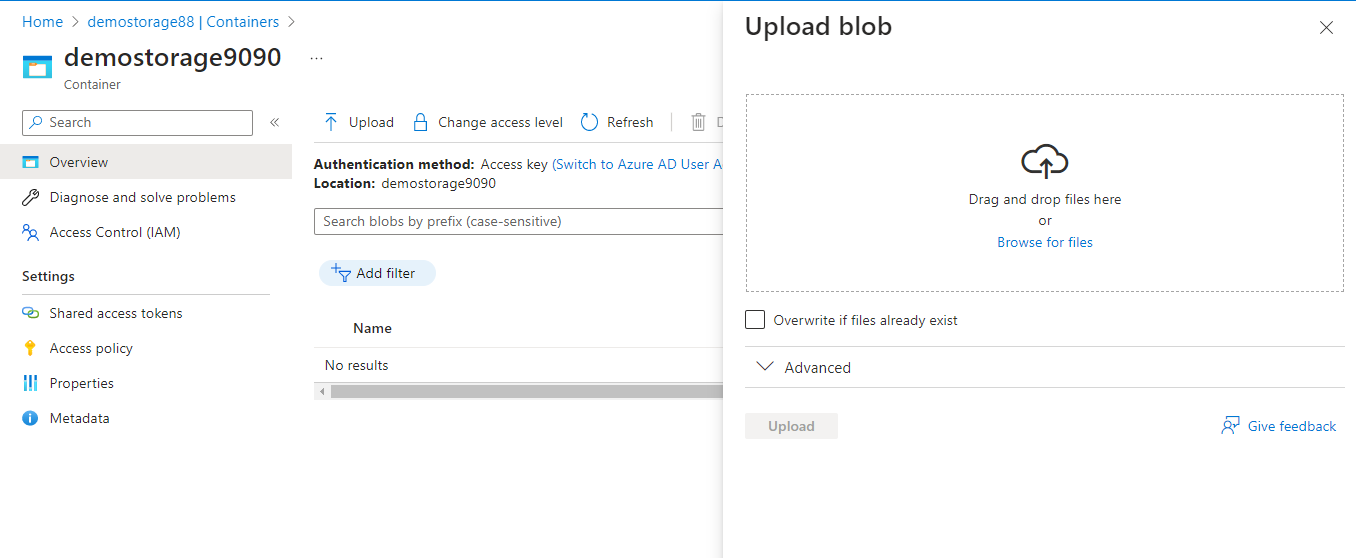 Home > demostorage88 | Containers >
demostorage9090
...
Container
Search
«
Overview
Diagnose and solve problems
Access Control (IAM)
Settings
Shared access tokens
Access policy
Properties
Metadata
Upload
Change access level
Refresh
Authentication method: Access key (Switch to Azure AD User A
Location: demostorage9090
Search blobs by prefix (case-sensitive)
Add filter
Name
No results
Upload blob
Drag and drop files here
or
Browse for files
Overwrite if files already exist
Advanced
Upload
Give feedback